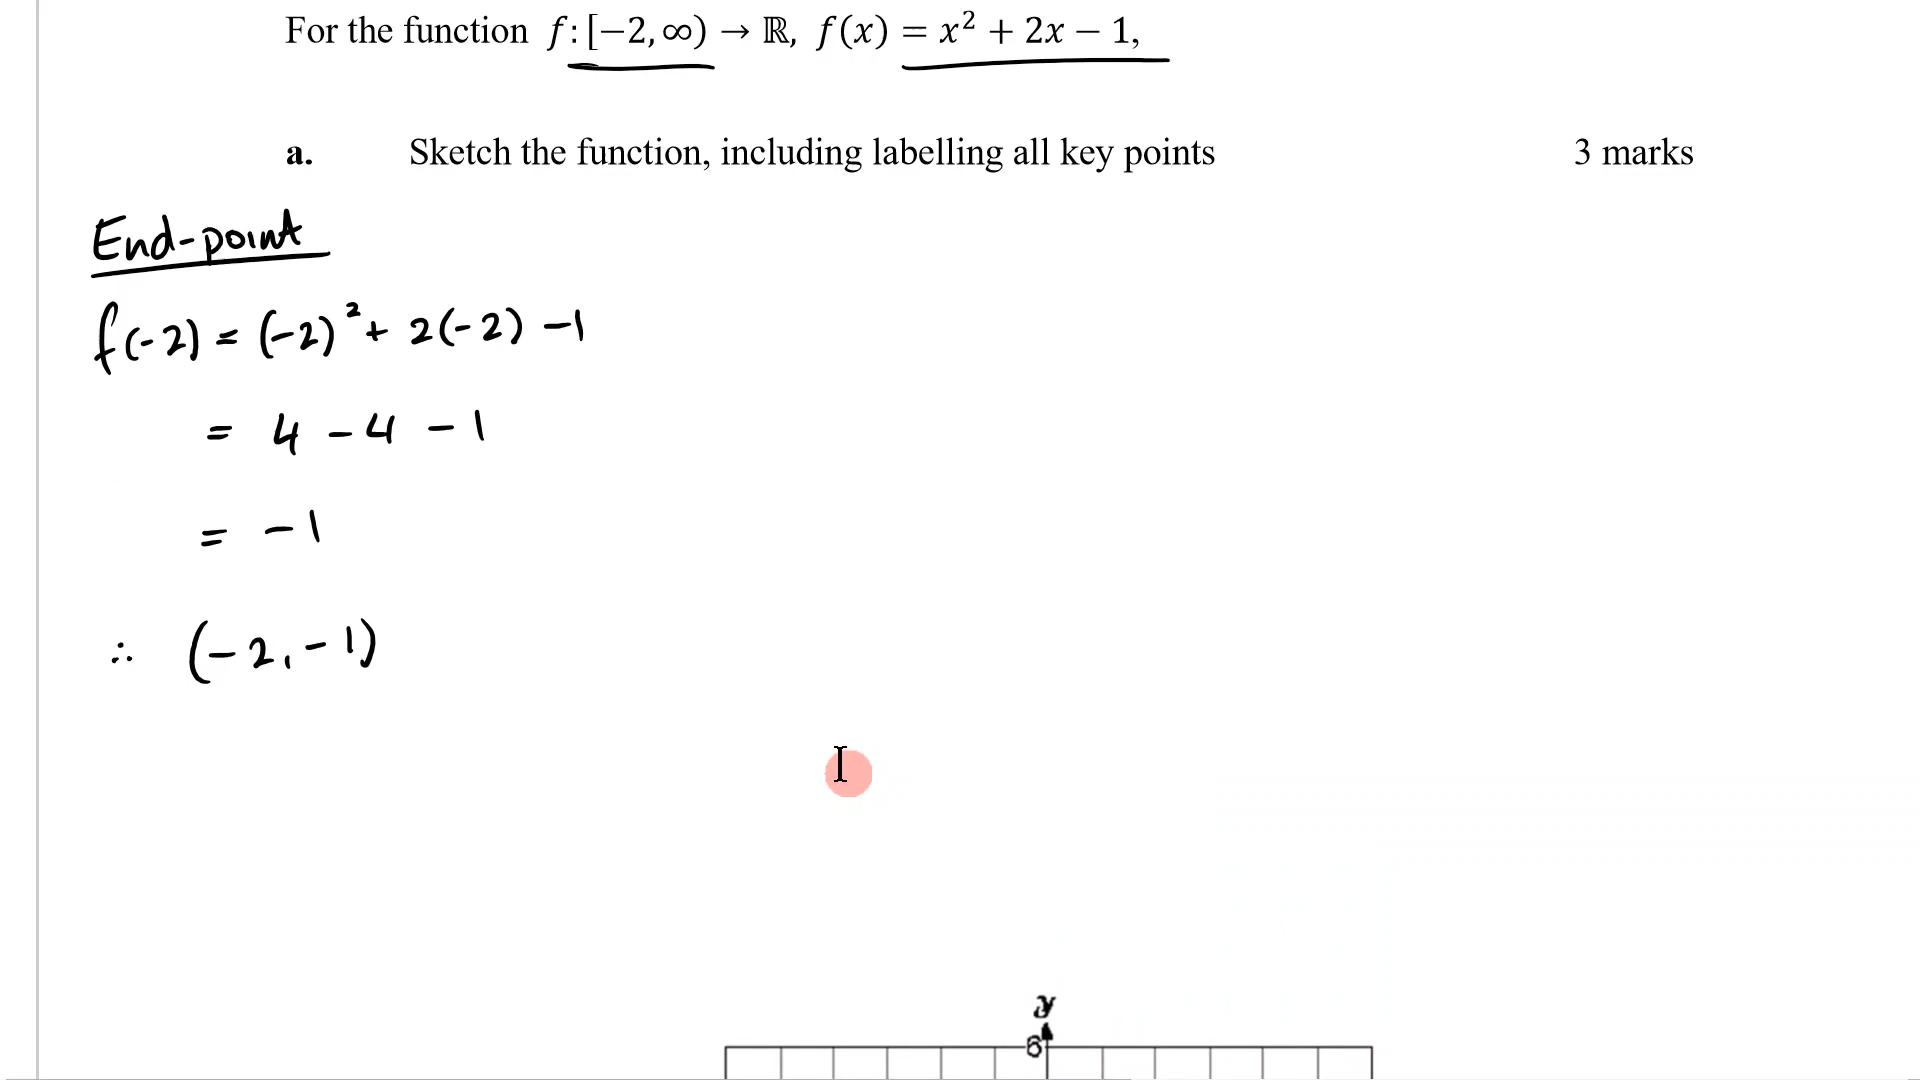 For the function f:[−2,∞) → ℝ, f(x) = x² + 2x − 1,
a. Sketch the function, including labelling all key points 3 marks
End-point
f(-2) = (-2)² + 2(-2) -1
= 4 - 4 - 1
= -1
∴ (-2, -1)
y
6